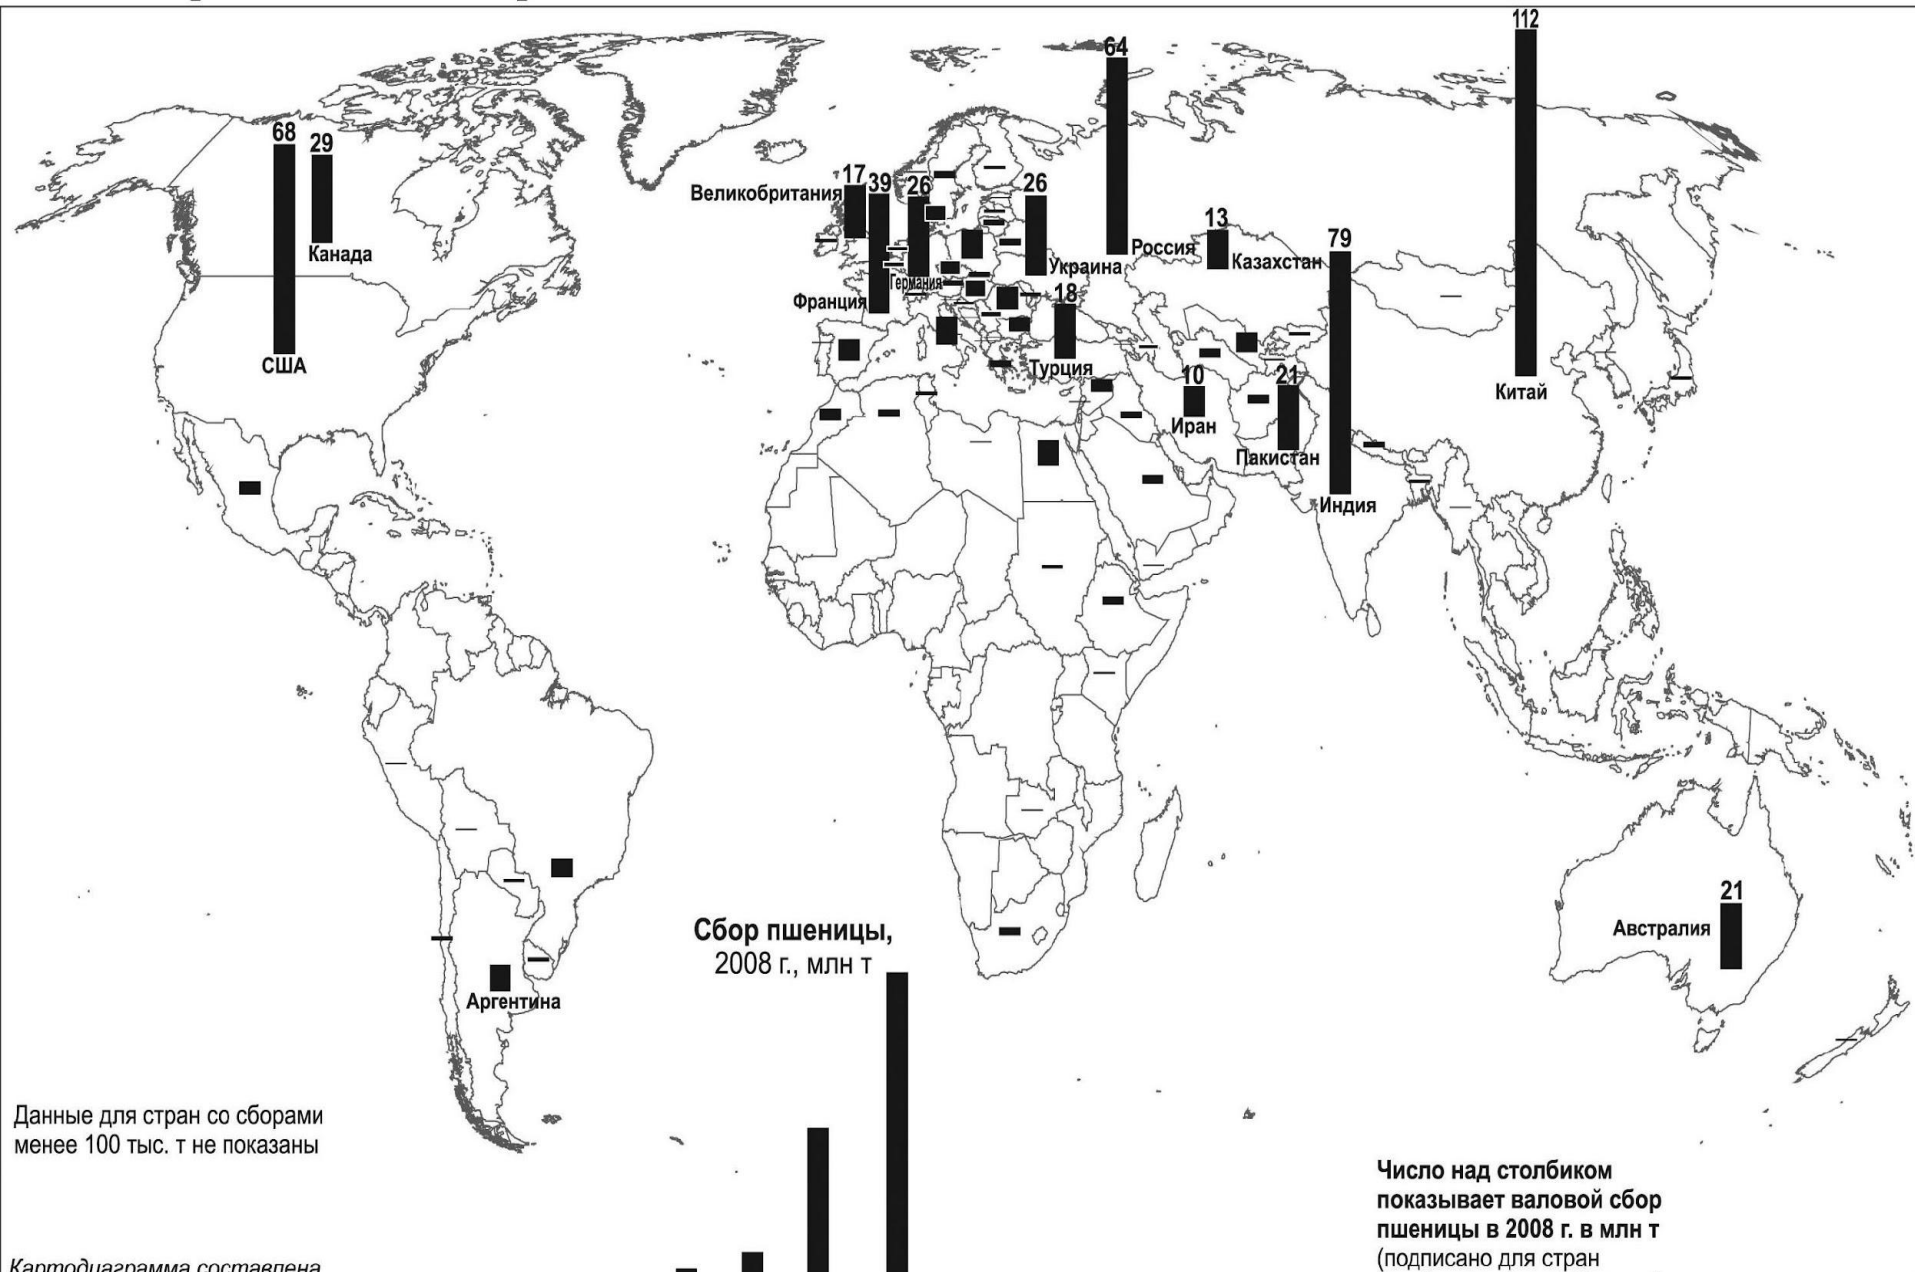 112
64
68
29
Канада
США
Великобритания
17
39
26
26
Германия
Франция
Украина
Россия
13
Казахстан
79
18
Турция
10
Иран
21
Пакистан
Индия
Китай
Аргентина
21
Австралия
Сбор пшеницы,
2008 г., млн т
Данные для стран со сборами
менее 100 тыс. т не показаны
Картодиаграмма составлена
Число над столбиком
показывает валовой сбор
пшеницы в 2008 г. в млн т
(подписано для стран